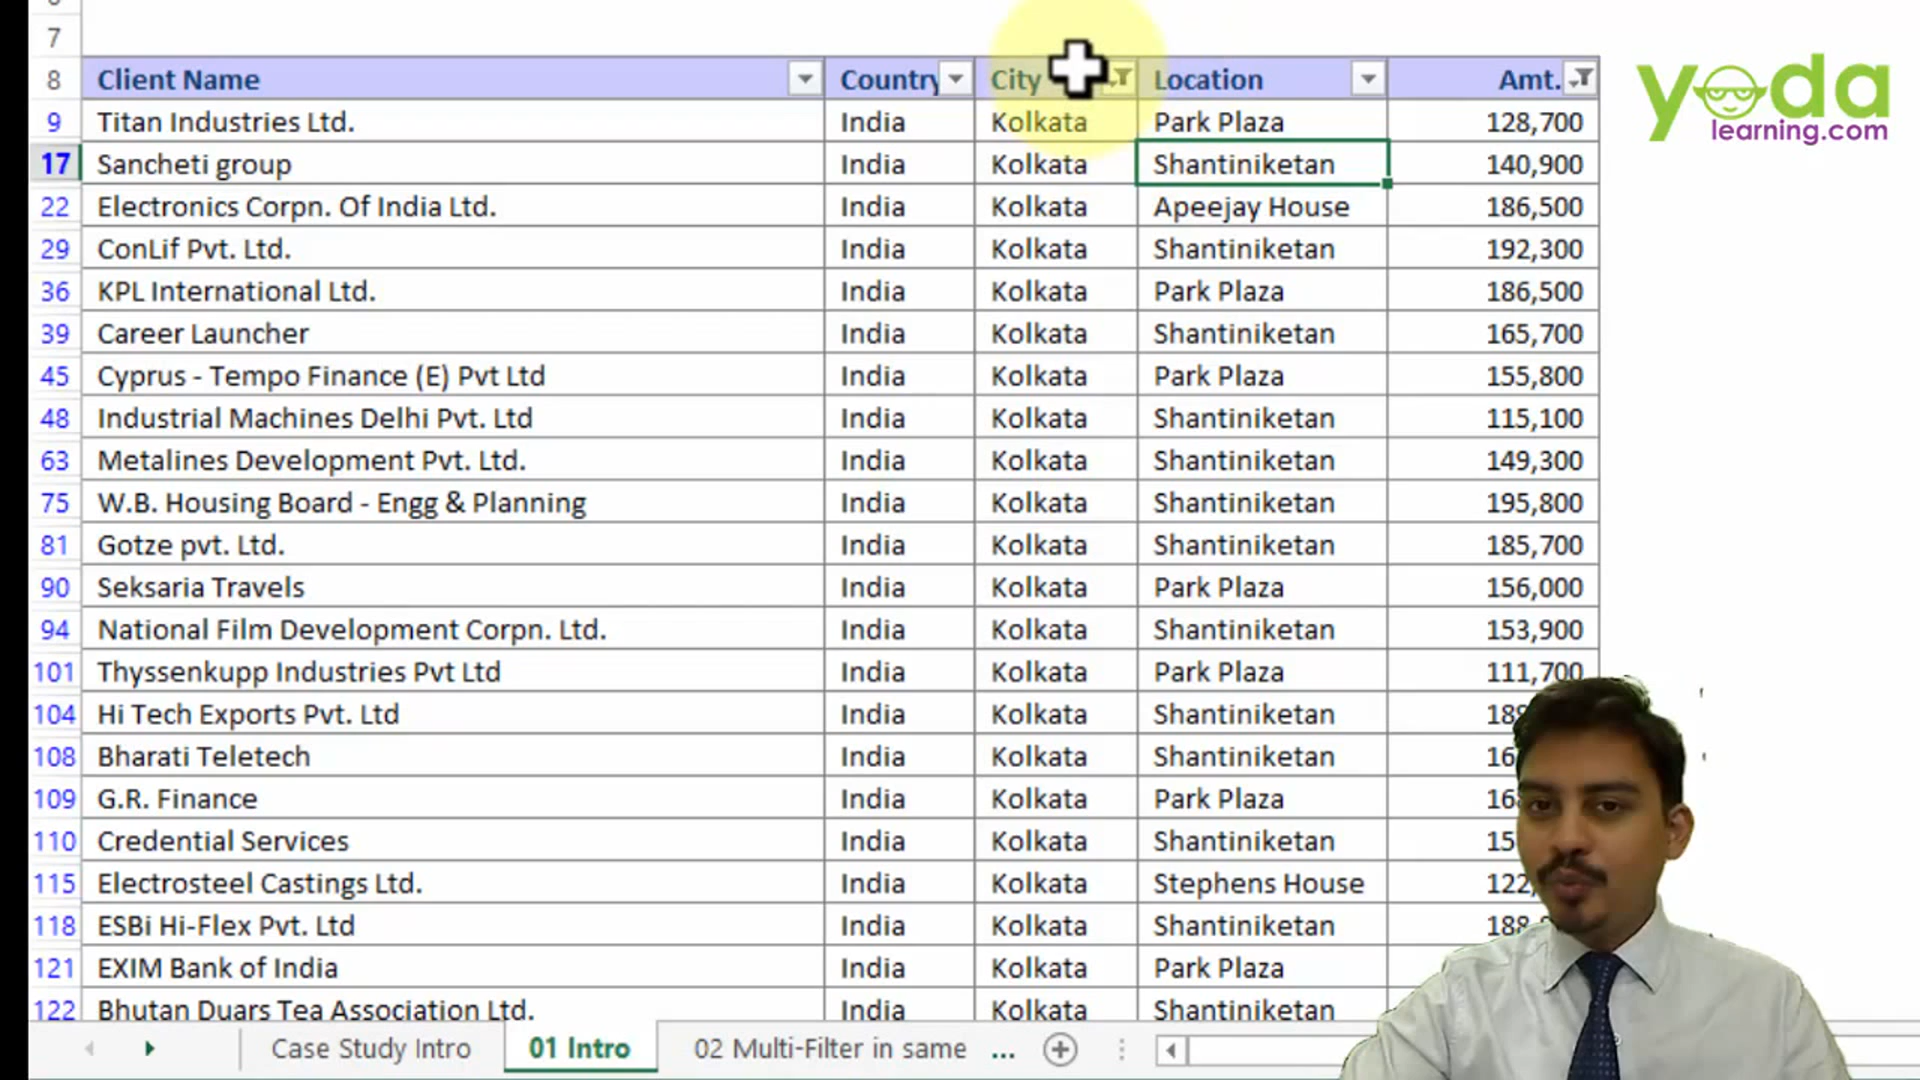 7
8 Client Name Country City Location Amt.
9 Titan Industries Ltd. India Kolkata Park Plaza 128,700
17 Sancheti group India Kolkata Shantiniketan 140,900
22 Electronics Corpn. Of India Ltd. India Kolkata Apeejay House 186,500
29 ConLif Pvt. Ltd. India Kolkata Shantiniketan 192,300
36 KPL International Ltd. India Kolkata Park Plaza 186,500
39 Career Launcher India Kolkata Shantiniketan 165,700
45 Cyprus - Tempo Finance (E) Pvt Ltd India Kolkata Park Plaza 155,800
48 Industrial Machines Delhi Pvt. Ltd India Kolkata Shantiniketan 115,100
63 Metalines Development Pvt. Ltd. India Kolkata Shantiniketan 149,300
75 W.B. Housing Board - Engg & Planning India Kolkata Shantiniketan 195,800
81 Gotze pvt. Ltd. India Kolkata Shantiniketan 185,700
90 Seksaria Travels India Kolkata Park Plaza 156,000
94 National Film Development Corpn. Ltd. India Kolkata Shantiniketan 153,900
101 Thyssenkupp Industries Pvt Ltd India Kolkata Park Plaza 111,700
104 Hi Tech Exports Pvt. Ltd India Kolkata Shantiniketan
108 Bharati Teletech India Kolkata Shantiniketan
109 G.R. Finance India Kolkata Park Plaza
110 Credential Services India Kolkata Shantiniketan
115 Electrosteel Castings Ltd. India Kolkata Stephens House
118 ESBi Hi-Flex Pvt. Ltd India Kolkata Shantiniketan
121 EXIM Bank of India India Kolkata Park Plaza
122 Bhutan Duars Tea Association Ltd. India Kolkata Shantiniketan
Case Study Intro 01 Intro 02 Multi-Filter in same ...
yoda
learning.com